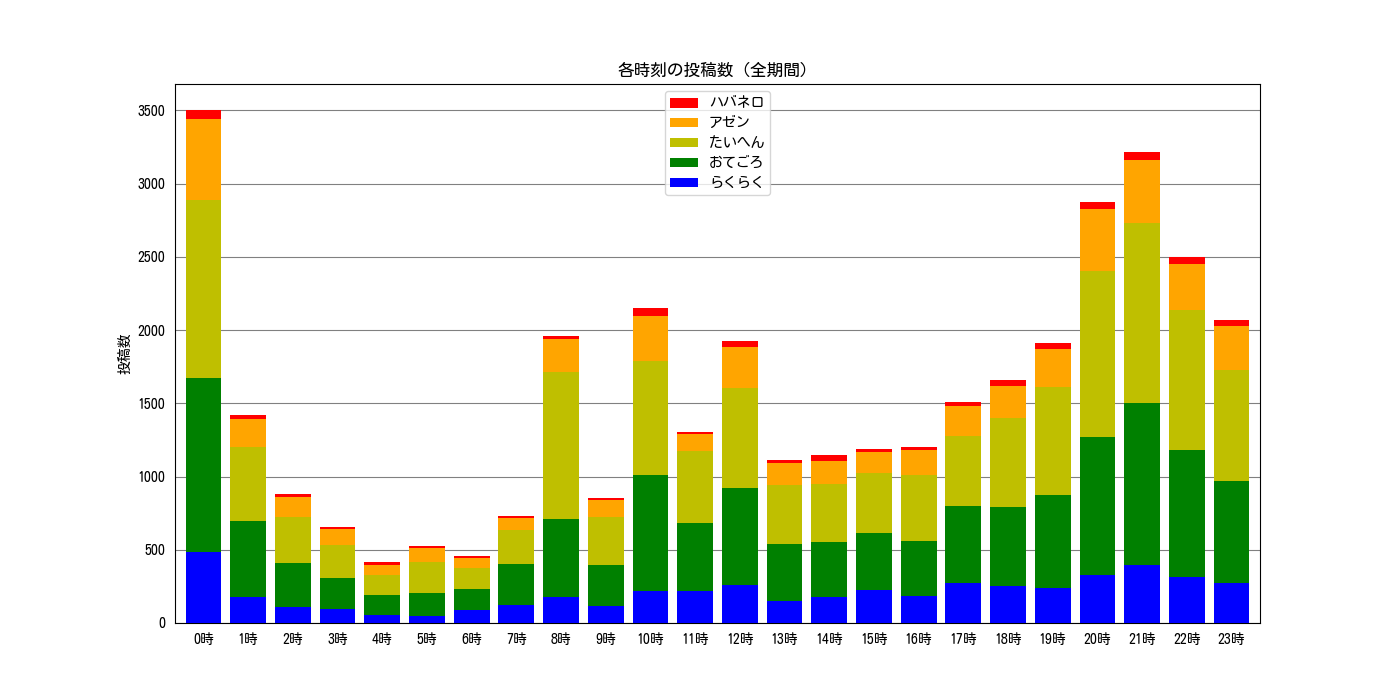 各時刻の投稿数（全期間）
ハバネロ
アゼン
たいへん
おてごろ
らくらく
投稿数
3500
3000
2500
2000
1500
1000
500
0
0時 1時 2時 3時 4時 5時 6時 7時 8時 9時 10時 11時 12時 13時 14時 15時 16時 17時 18時 19時 20時 21時 22時 23時